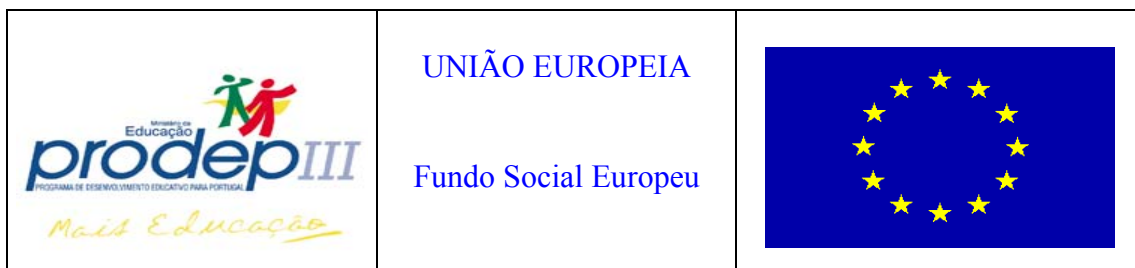 Ministério da
Educação
prodep III
PROGRAMA DE DESENVOLVIMENTO EDUCATIVO PARA PORTUGAL
Mais Educação
UNIÃO EUROPEIA
Fundo Social Europeu